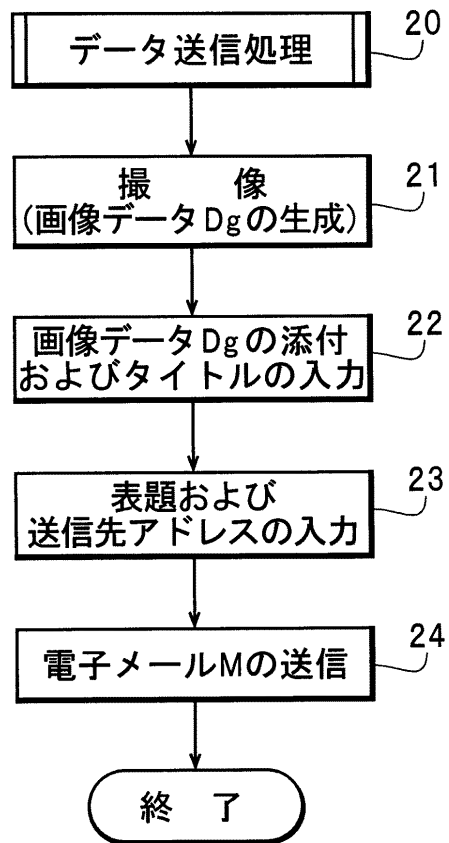 データ送信処理
20
撮　　像
(画像データDgの生成)
21
画像データDgの添付
およびタイトルの入力
22
表題および
送信先アドレスの入力
23
電子メールMの送信
24
終　了